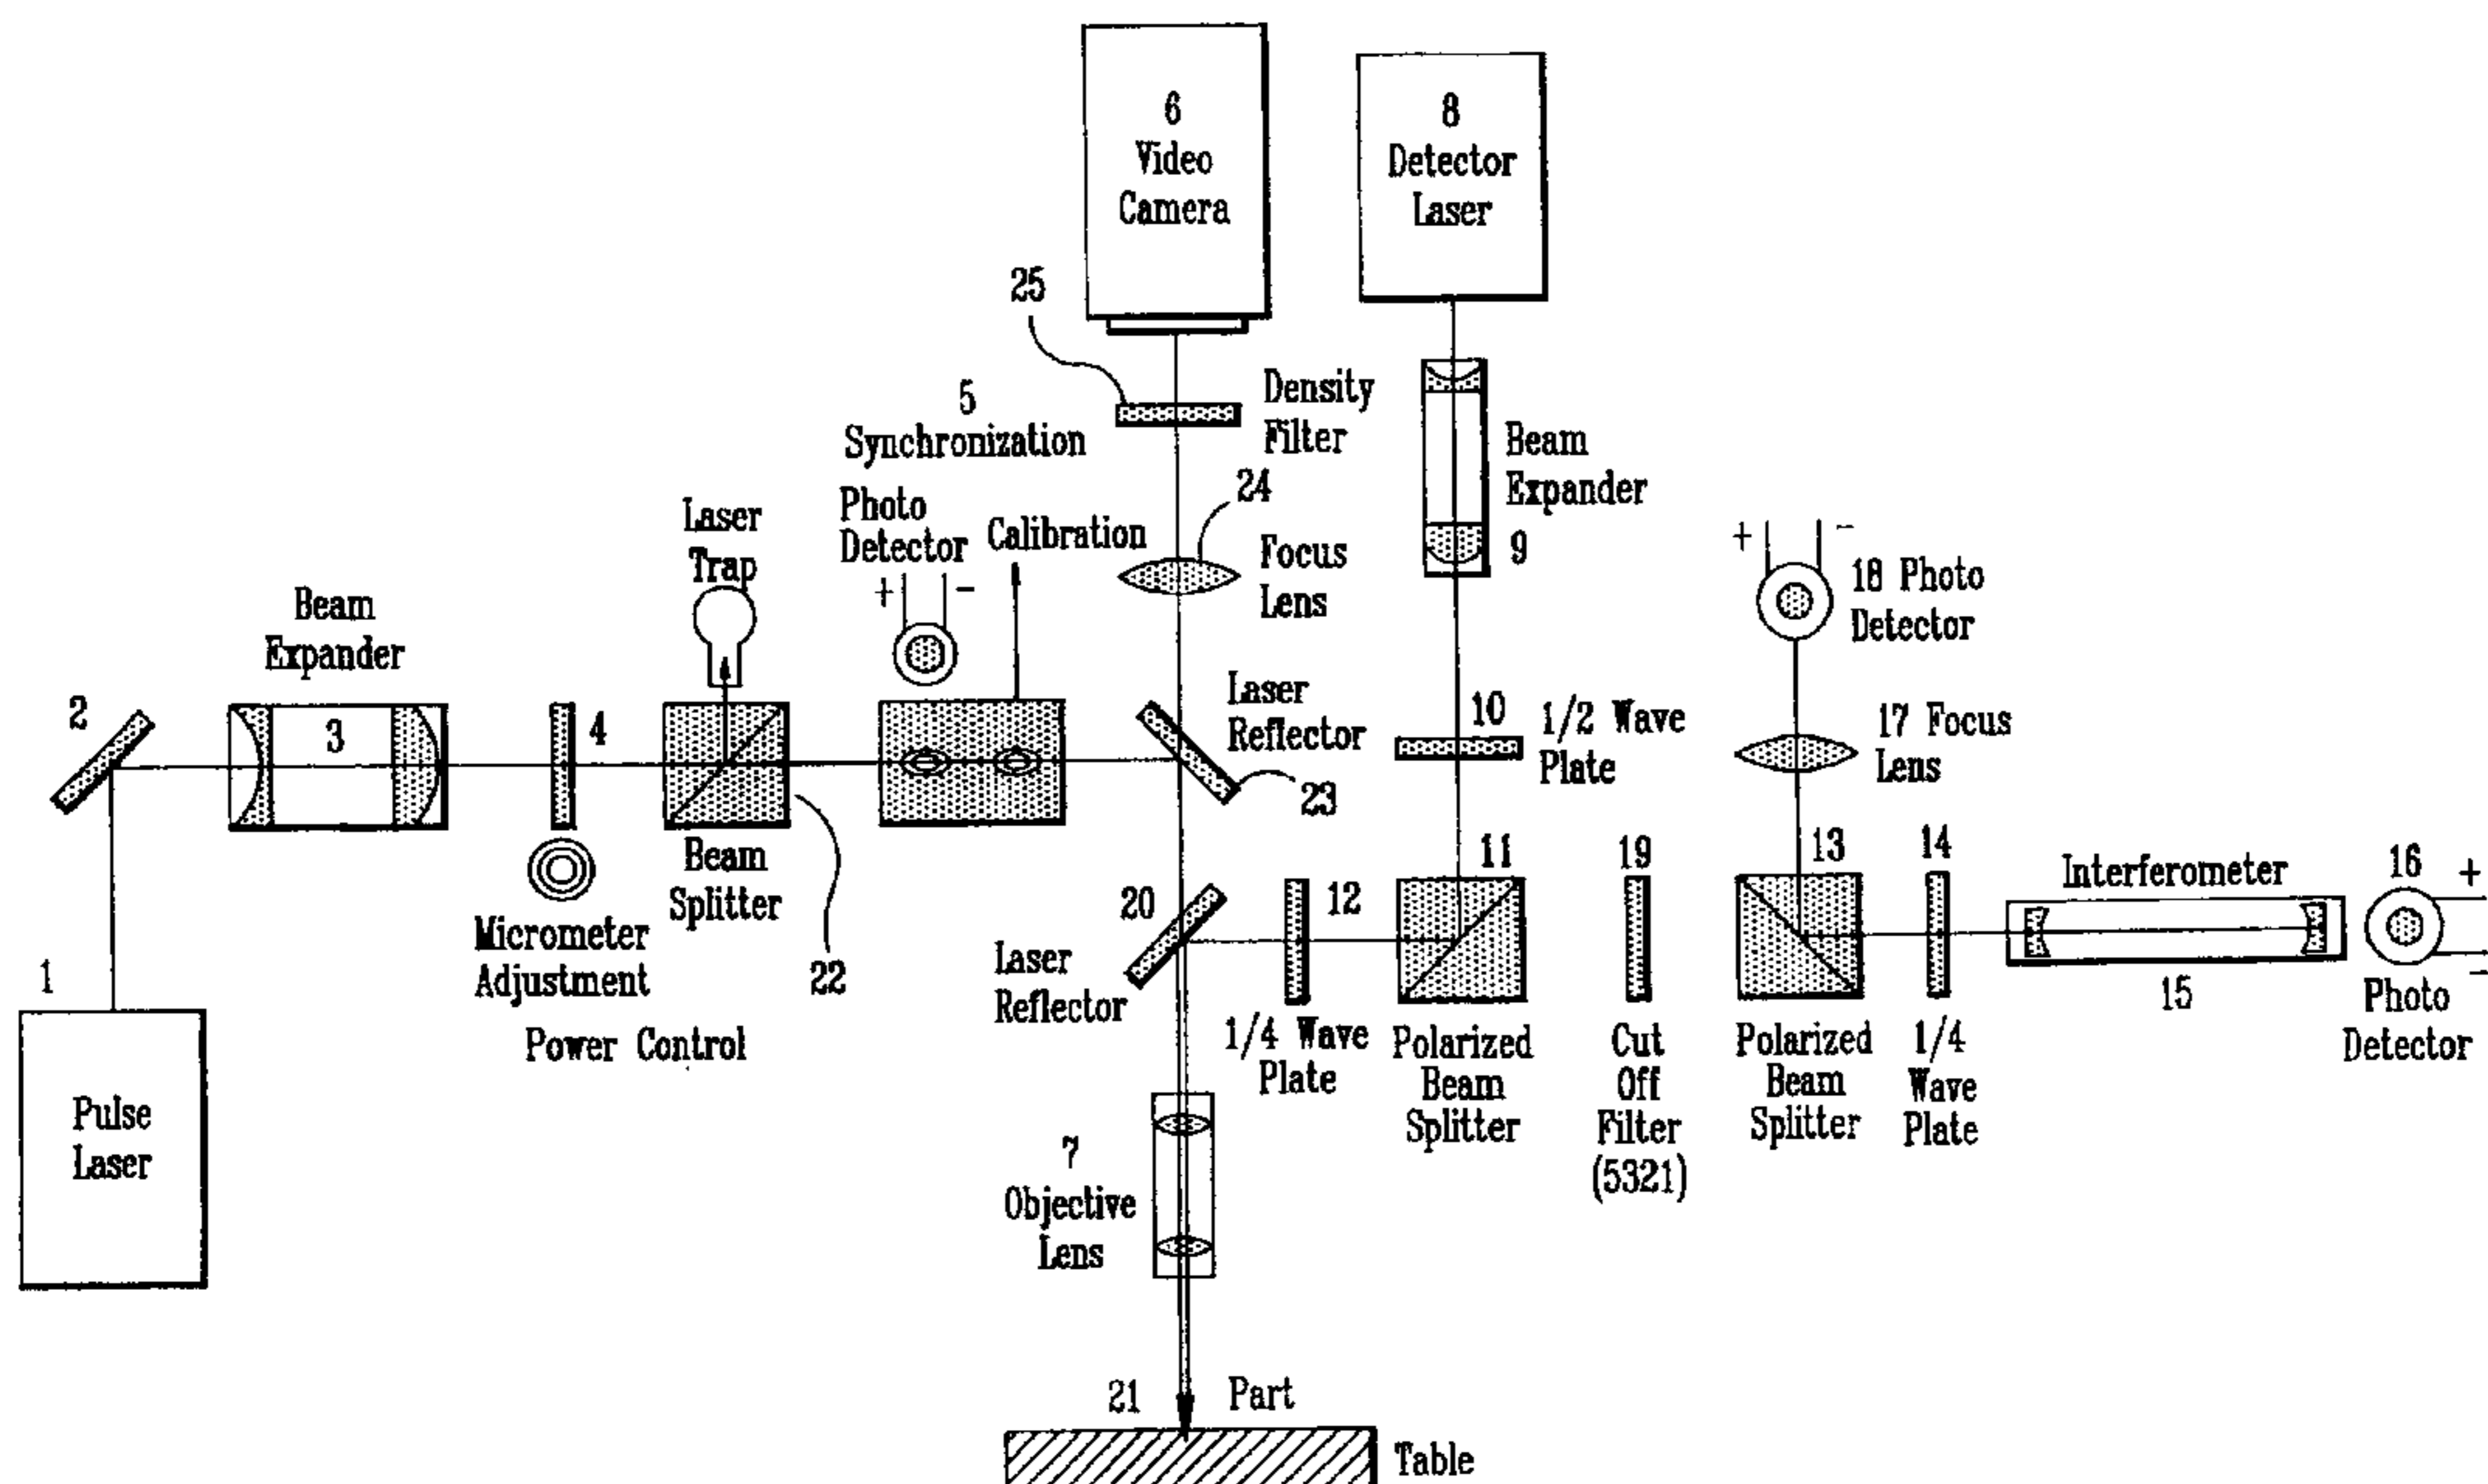 6
Video
Camera
8
Detector
Laser
25
Density
Filter
5
Synchronization
Beam
Expander
9
24
Laser
Trap
Photo
Detector
Calibration
+ -
Focus
Lens
+ -
18 Photo
Detector
Beam
Expander
2
3
4
Laser
Reflector
23
10
1/2 Wave
Plate
17 Focus
Lens
Beam
Splitter
22
Micrometer
Adjustment
Power Control
20
Laser
Reflector
12
1/4 Wave
Plate
11
Polarized
Beam
Splitter
19
Cut
Off
Filter
(5321)
13
Polarized
Beam
Splitter
14
1/4
Wave
Plate
Interferometer
15
16
+
-
Photo
Detector
1
Pulse
Laser
7
Objective
Lens
21
Part
Table